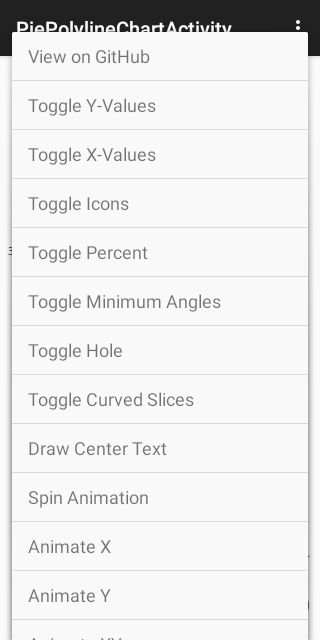 PiePolylineChartActivity
View on GitHub
Toggle Y-Values
Toggle X-Values
Toggle Icons
Toggle Percent
Toggle Minimum Angles
Toggle Hole
Toggle Curved Slices
Draw Center Text
Spin Animation
Animate X
Animate Y